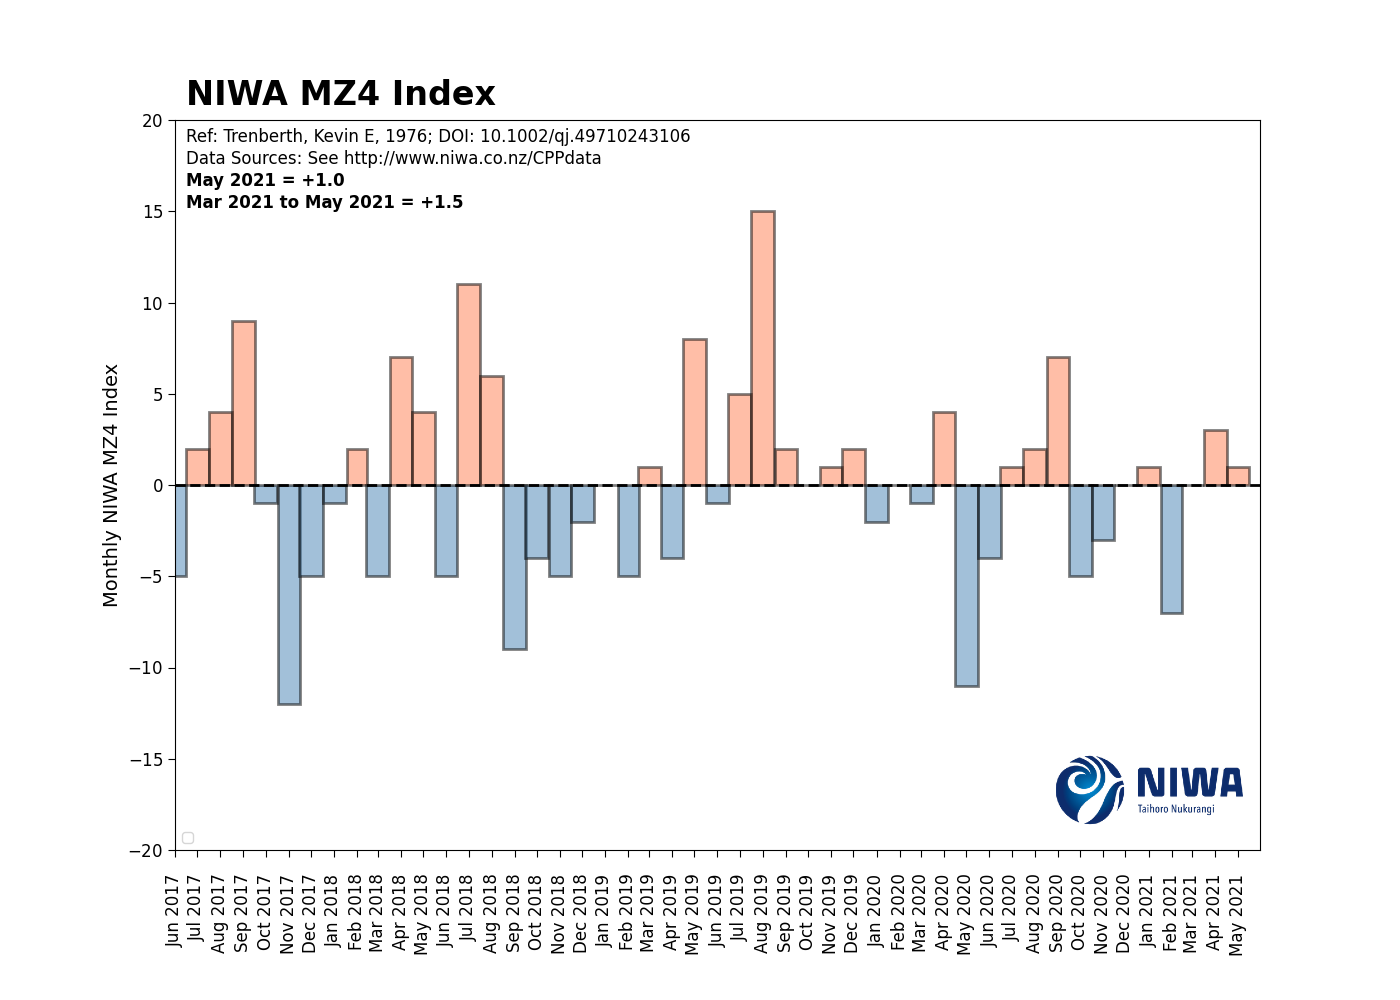 NIWA MZ4 Index
Ref: Trenberth, Kevin E, 1976; DOI: 10.1002/qj.49710243106
Data Sources: See http://www.niwa.co.nz/CPPdata
May 2021 = +1.0
Mar 2021 to May 2021 = +1.5
Monthly NIWA MZ4 Index
20
15
10
5
0
−5
−10
−15
−20
NIWA
Taihoro Nukurangi
Jun 2017
Jul 2017
Aug 2017
Sep 2017
Oct 2017
Nov 2017
Dec 2017
Jan 2018
Feb 2018
Mar 2018
Apr 2018
May 2018
Jun 2018
Jul 2018
Aug 2018
Sep 2018
Oct 2018
Nov 2018
Dec 2018
Jan 2019
Feb 2019
Mar 2019
Apr 2019
May 2019
Jun 2019
Jul 2019
Aug 2019
Sep 2019
Oct 2019
Nov 2019
Dec 2019
Jan 2020
Feb 2020
Mar 2020
Apr 2020
May 2020
Jun 2020
Jul 2020
Aug 2020
Sep 2020
Oct 2020
Nov 2020
Dec 2020
Jan 2021
Feb 2021
Mar 2021
Apr 2021
May 2021